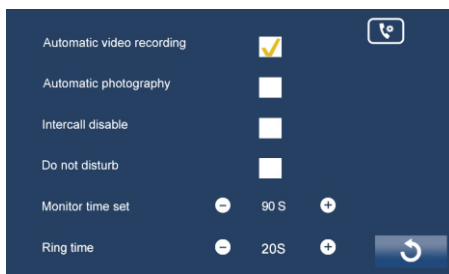 Automatic video recording
Automatic photography
Intercall disable
Do not disturb
Monitor time set 90 S
Ring time 20S